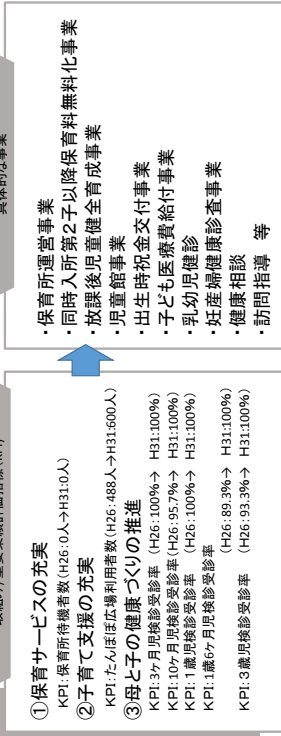 ①保育サービスの充実
KPI:保育所待機者数(H26:0人→H31:0人)
②子育て支援の充実
KPI:たんぽぽ広場利用者数(H26:488人→H31:600人)
③母と子の健康づくりの推進
KPI:3ヶ月児検診受診率 (H26:100%→ H31:100%)
KPI:10ヶ月児検診受診率(H26:95.7%→ H31:100%)
KPI:1歳児検診受診率 (H26:100%→ H31:100%)
KPI:1歳6ケ月児検診受診率
(H26:89.3%→ H31:100%)
KPI:3歳児検診受診率 (H26:93.3%→ H31:100%)
・保育所運営事業
・同時入所第2子以降保育料無料化事業
・放課後児童健全育成事業
・児童館事業
・出生時祝金交付事業
・子ども医療費給付事業
・乳幼児健診
・妊産婦健康診査事業
・健康相談
・訪問指導 等